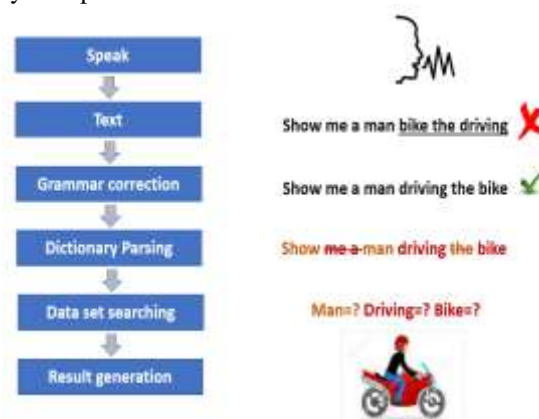 Speak
Text
Show me a man bike the driving
Grammar correction
Show me a man driving the bike
Dictionary Parsing
Show me a man driving the bike
Data set searching
Man=? Driving=? Bike=?
Result generation